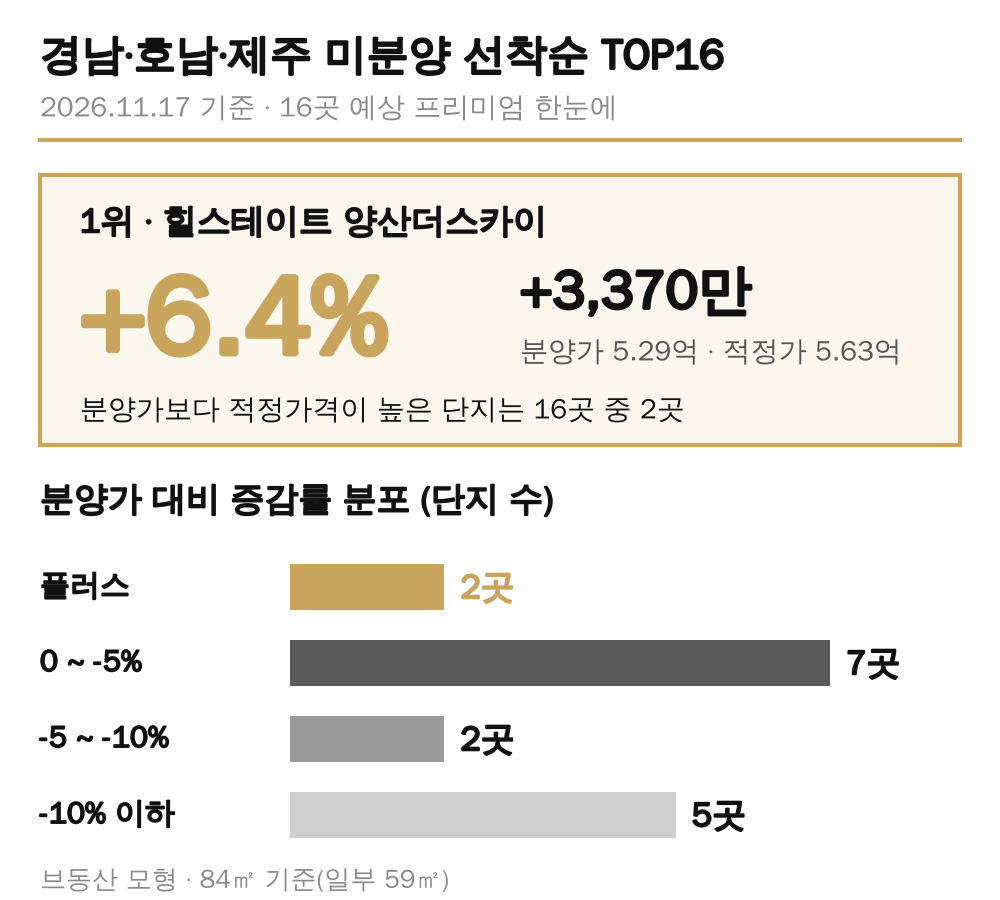 경남·호남·제주 미분양 선착순 TOP16
2026.11.17 기준 · 16곳 예상 프리미엄 한눈에
1위 · 힐스테이트 양산더스카이
+6.4%
+3,370만
분양가 5.29억 · 적정가 5.63억
분양가보다 적정가격이 높은 단지는 16곳 중 2곳
분양가 대비 증감률 분포 (단지 수)
플러스 2곳
0 ~ -5% 7곳
-5 ~ -10% 2곳
-10% 이하 5곳
브동산 모형 · 84㎡ 기준(일부 59㎡)